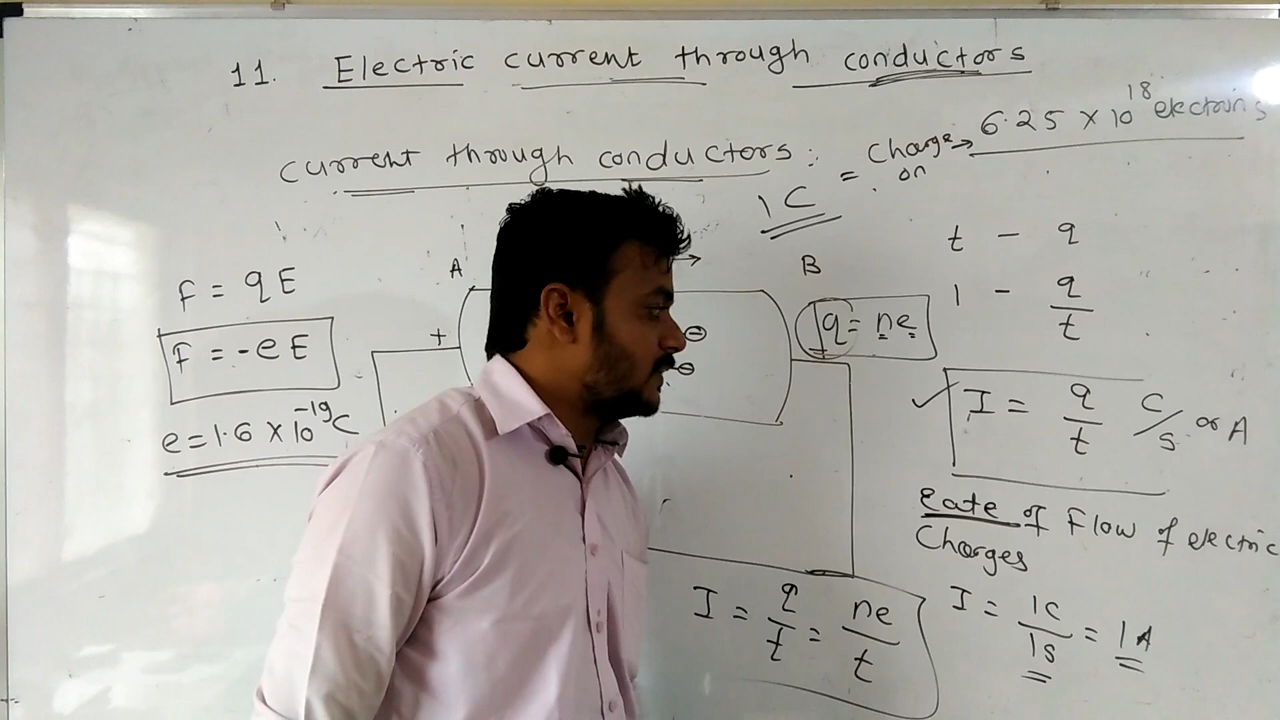 11. Electric current through conductors
current through conductors :
1 C = Charge on → 6.25 × 10^18 electrons
F = qE
F = -eE
e = 1.6 × 10^-19 C
A
B
+
⊖
⊖
q = ne
t — q
1 — q/t
✓ I = q/t C/s or A
Rate of Flow of electric
Charges
I = 1C/1s = 1A
I = q/t = ne/t